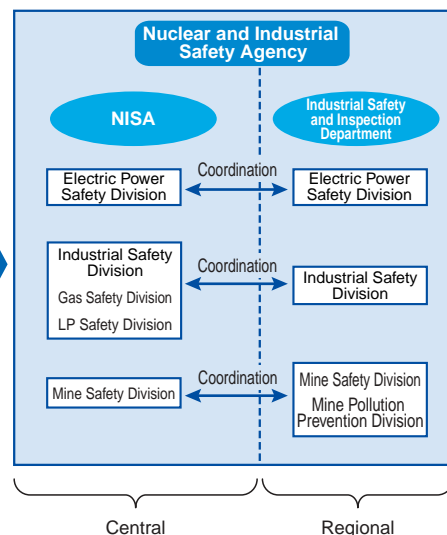 Nuclear and Industrial
Safety Agency
NISA
Industrial Safety
and Inspection
Department
Electric Power
Safety Division
Coordination
Electric Power
Safety Division
Industrial Safety
Division
Gas Safety Division
LP Safety Division
Coordination
Industrial Safety
Division
Mine Safety Division
Coordination
Mine Safety Division
Mine Pollution
Prevention Division
Central
Regional